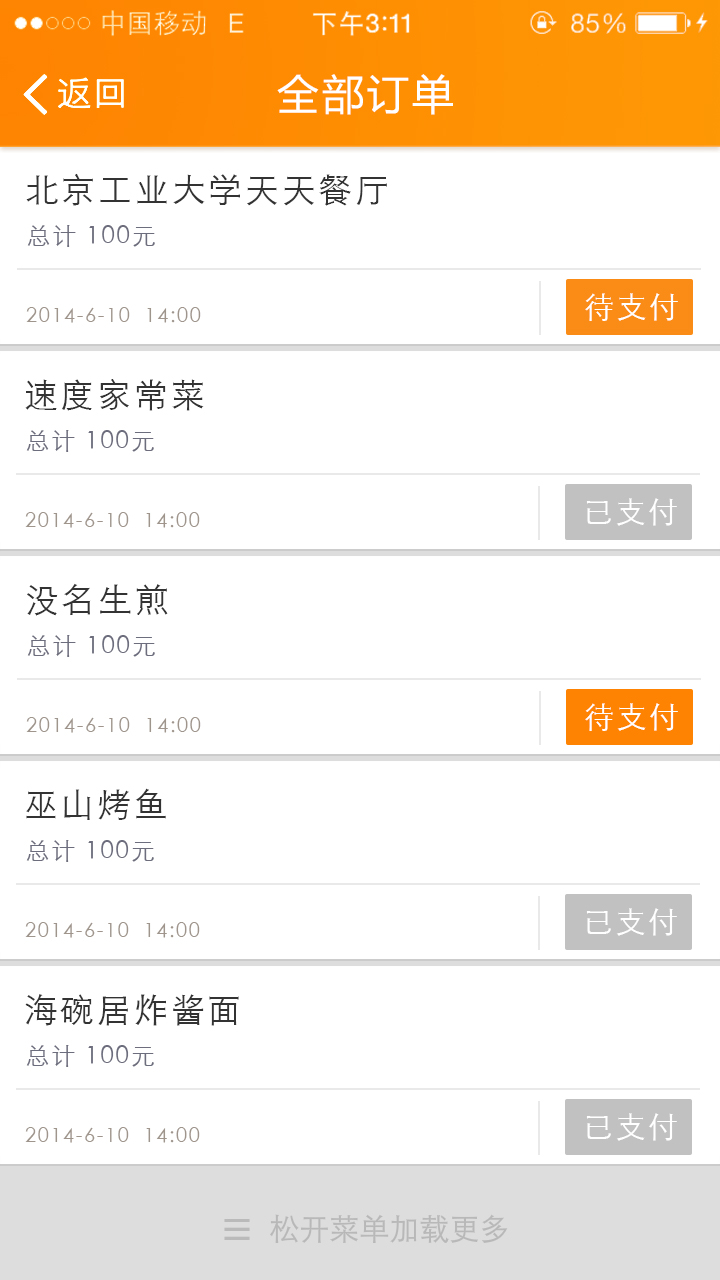 中国移动 E 下午3:11 85%
返回 全部订单
北京工业大学天天餐厅
总计 100元
2014-6-10 14:00 待支付
速度家常菜
总计 100元
2014-6-10 14:00 已支付
没名生煎
总计 100元
2014-6-10 14:00 待支付
巫山烤鱼
总计 100元
2014-6-10 14:00 已支付
海碗居炸酱面
总计 100元
2014-6-10 14:00 已支付
松开菜单加载更多